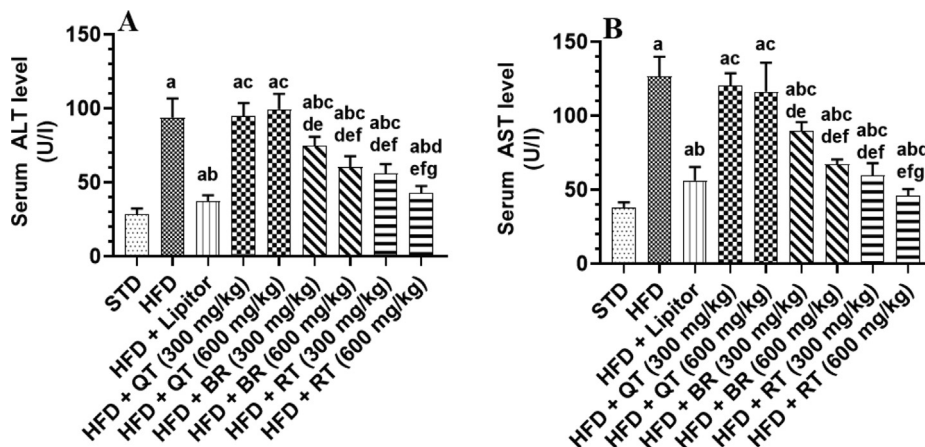 A
Serum ALT level
(U/l)
150
100
50
0
a
ab
ac
ac
abc
de
abc
def
abc
def
abd
efg
STD
HFD
HFD + Lipitor
HFD + QT (300 mg/kg)
HFD + QT (600 mg/kg)
HFD + BR (300 mg/kg)
HFD + BR (600 mg/kg)
HFD + RT (300 mg/kg)
HFD + RT (600 mg/kg)
B
Serum AST level
(U/l)
150
100
50
0
a
ab
ac
ac
abc
de
abc
def
abc
def
abd
efg
STD
HFD
HFD + Lipitor
HFD + QT (300 mg/kg)
HFD + QT (600 mg/kg)
HFD + BR (300 mg/kg)
HFD + BR (600 mg/kg)
HFD + RT (300 mg/kg)
HFD + RT (600 mg/kg)